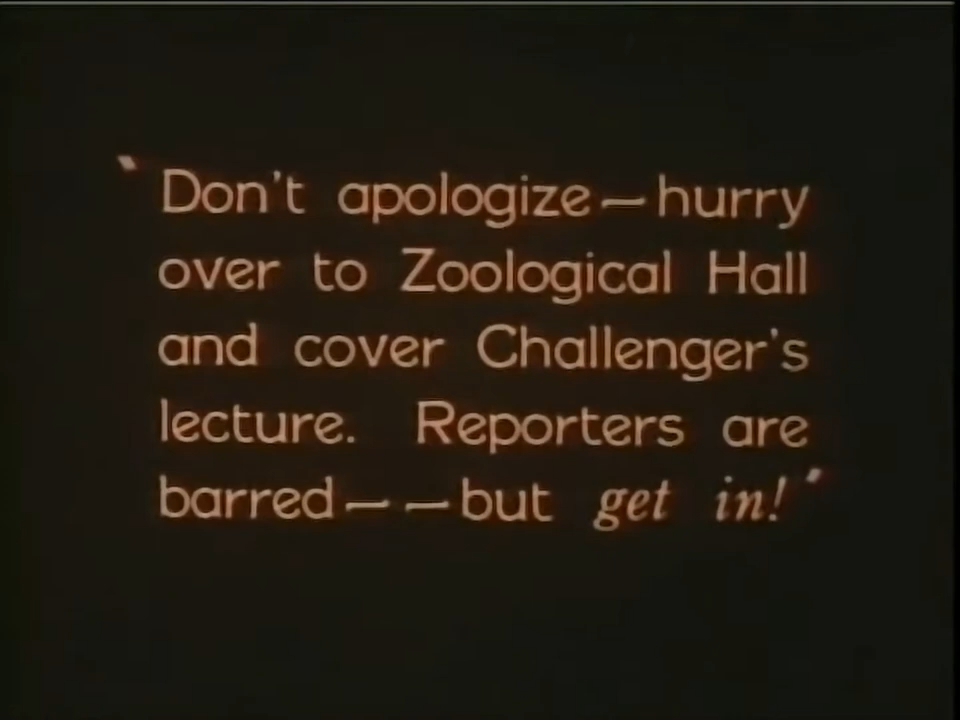 "Don't apologize—hurry
over to Zoological Hall
and cover Challenger's
lecture. Reporters are
barred— —but get in!"